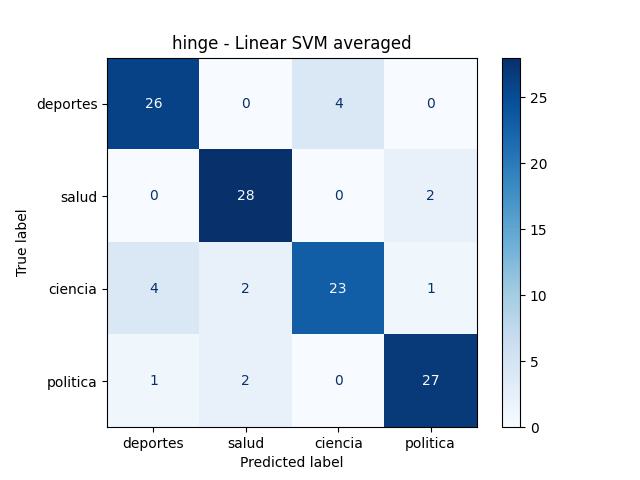 hinge - Linear SVM averaged
deportes 26 0 4 0
salud 0 28 0 2
ciencia 4 2 23 1
politica 1 2 0 27
deportes salud ciencia politica
Predicted label
True label
25
20
15
10
5
0